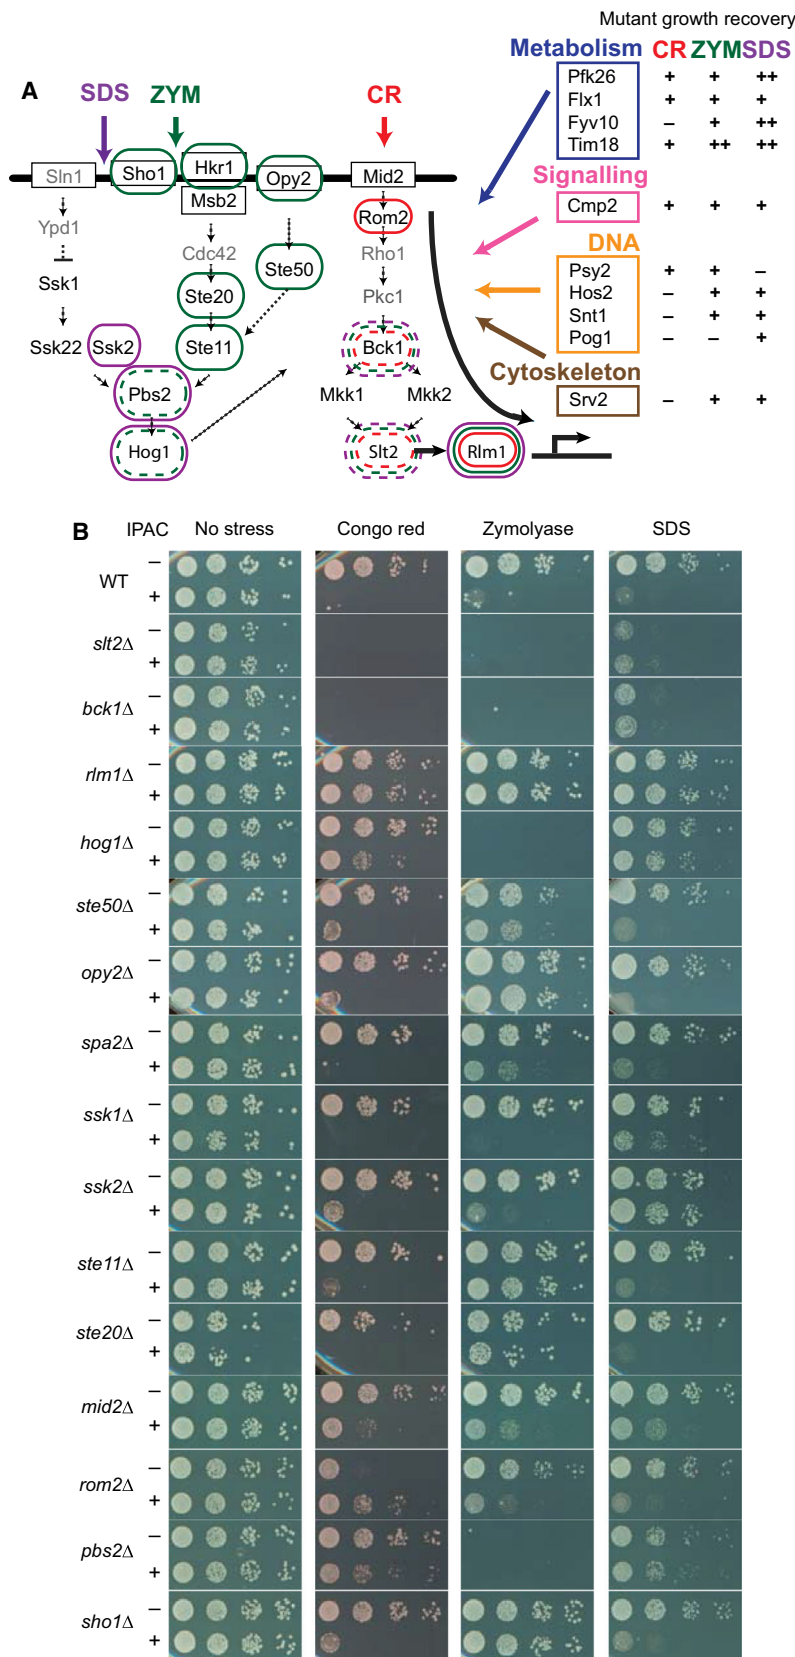 Mutant growth recovery
Metabolism CR ZYM SDS
Pfk26 + + ++
Flx1 + + +
Fyv10 – + ++
Tim18 + ++ ++
Signalling
Cmp2 + + +
DNA
Psy2 + + –
Hos2 – + +
Snt1 – + +
Pog1 – – +
Cytoskeleton
Srv2 – + +
A
SDS ZYM CR
Sln1 Sho1 Hkr1 Opy2 Mid2
Msb2
Rom2
Ypd1
Cdc42 Rho1
Ssk1 Ste50
Ste20 Pkc1
Ssk22 Ssk2 Ste11 Bck1
Pbs2 Mkk1 Mkk2
Hog1 Slt2 Rlm1
B IPAC No stress Congo red Zymolyase SDS
WT – +
slt2Δ – +
bck1Δ – +
rlm1Δ – +
hog1Δ – +
ste50Δ – +
opy2Δ – +
spa2Δ – +
ssk1Δ – +
ssk2Δ – +
ste11Δ – +
ste20Δ – +
mid2Δ – +
rom2Δ – +
pbs2Δ – +
sho1Δ – +